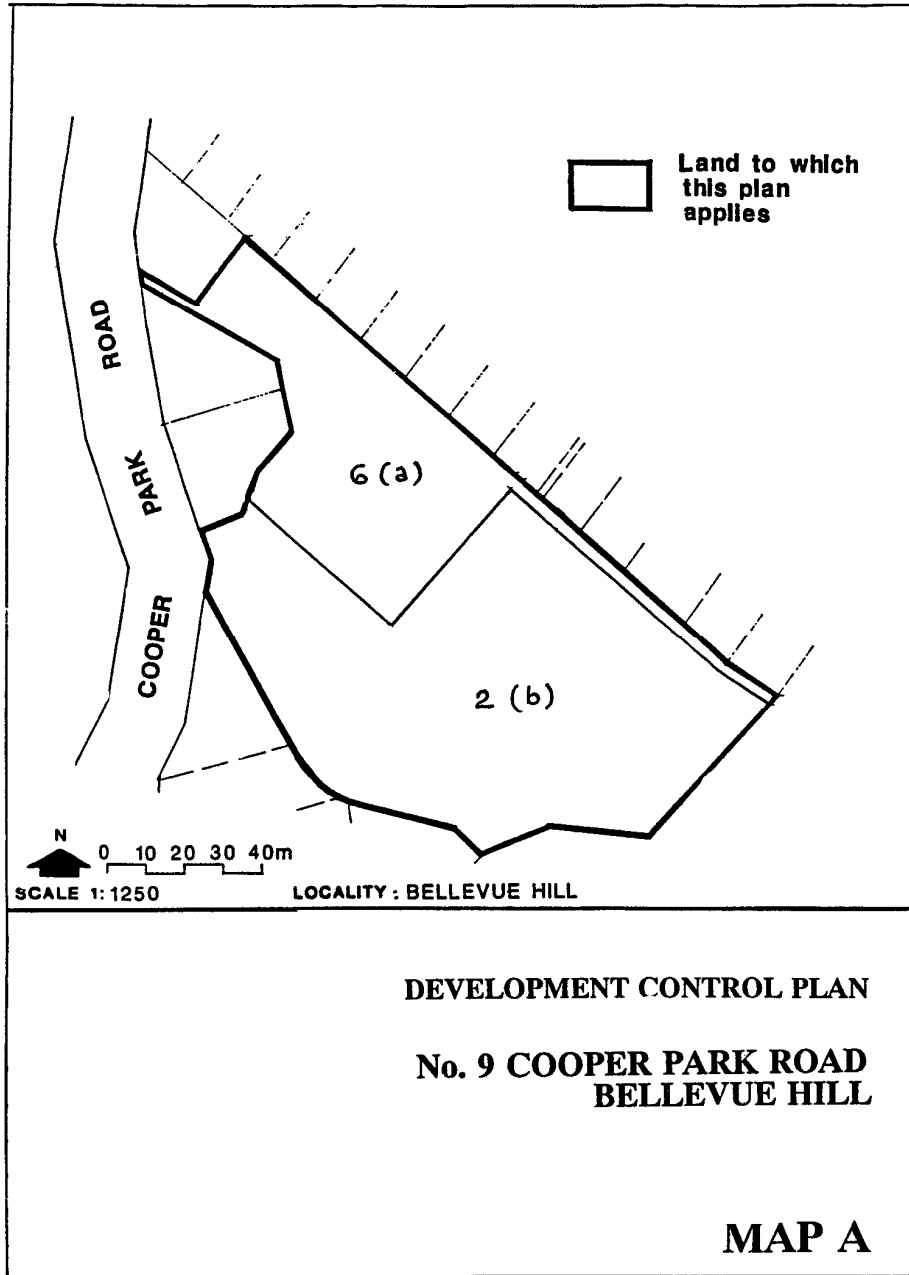 Land to which
this plan
applies
ROAD
PARK
COOPER
6 (a)
2 (b)
N
0 10 20 30 40m
SCALE 1:1250
LOCALITY : BELLEVUE HILL
DEVELOPMENT CONTROL PLAN
No. 9 COOPER PARK ROAD
BELLEVUE HILL
MAP A